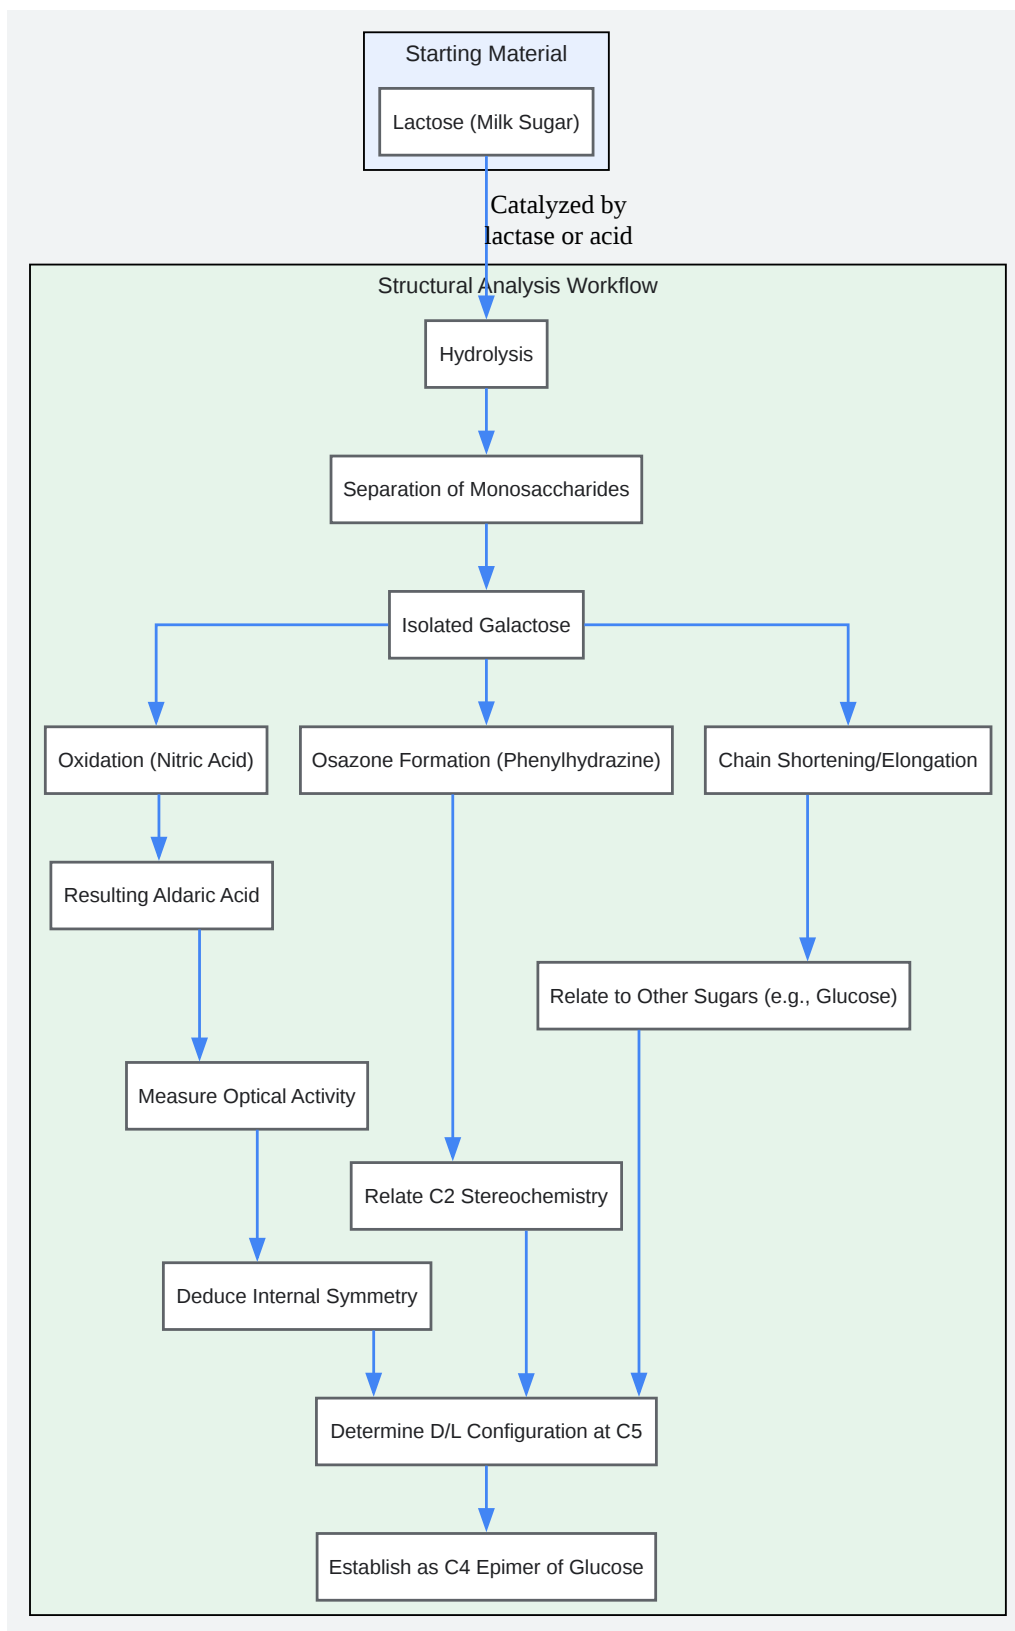 Starting Material
Lactose (Milk Sugar)
Catalyzed by
lactase or acid
Structural Analysis Workflow
Hydrolysis
Separation of Monosaccharides
Isolated Galactose
Oxidation (Nitric Acid)
Osazone Formation (Phenylhydrazine)
Chain Shortening/Elongation
Resulting Aldaric Acid
Relate to Other Sugars (e.g., Glucose)
Measure Optical Activity
Relate C2 Stereochemistry
Deduce Internal Symmetry
Determine D/L Configuration at C5
Establish as C4 Epimer of Glucose